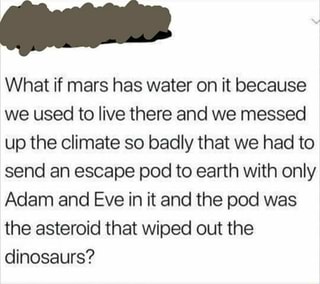 What if mars has water on it because
we used to live there and we messed
up the climate so badly that we had to
send an escape pod to earth with only
Adam and Eve in it and the pod was
the asteroid that wiped out the
dinosaurs?